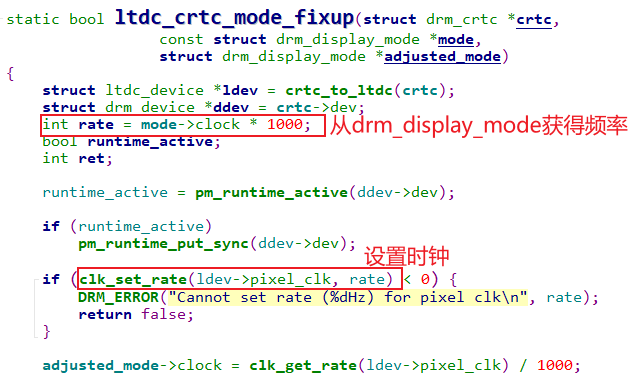 static bool ltdc_crtc_mode_fixup(struct drm_crtc *crtc,
const struct drm_display_mode *mode,
struct drm_display_mode *adjusted_mode)
{
struct ltdc_device *ldev = crtc_to_ltdc(crtc);
struct drm_device *ddev = crtc->dev;
int rate = mode->clock * 1000; 从drm_display_mode获得频率
bool runtime_active;
int ret;
runtime_active = pm_runtime_active(ddev->dev);
if (runtime_active)
pm_runtime_put_sync(ddev->dev);
设置时钟
if (clk_set_rate(ldev->pixel_clk, rate) < 0) {
DRM_ERROR("Cannot set rate (%dHz) for pixel clk\n", rate);
return false;
}
adjusted_mode->clock = clk_get_rate(ldev->pixel_clk) / 1000;